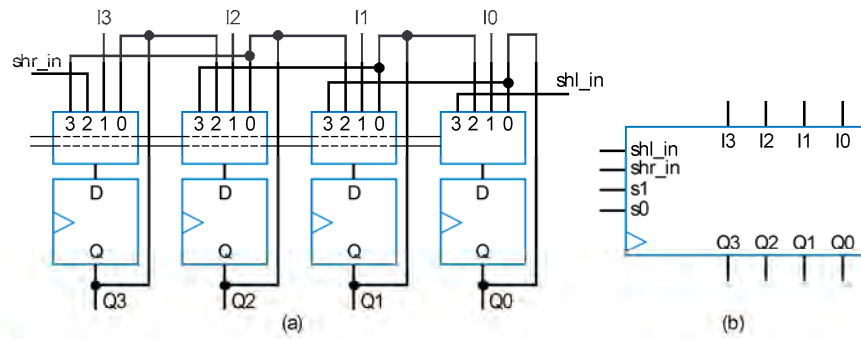 I3 I2 I1 I0
shr_in
shl_in
3 2 1 0 3 2 1 0 3 2 1 0 3 2 1 0
D D D D
Q Q Q Q
Q3 Q2 Q1 Q0
(a)
I3 I2 I1 I0
shl_in
shr_in
s1
s0
Q3 Q2 Q1 Q0
(b)